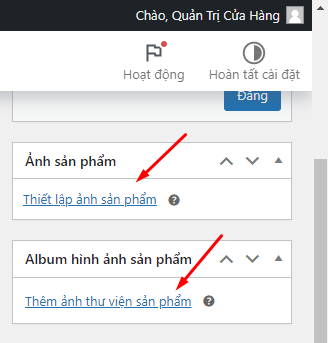 Chào, Quản Trị Cửa Hàng
Hoạt động
Hoàn tất cài đặt
Đăng
Ảnh sản phẩm
Thiết lập ảnh sản phẩm
Album hình ảnh sản phẩm
Thêm ảnh thư viện sản phẩm